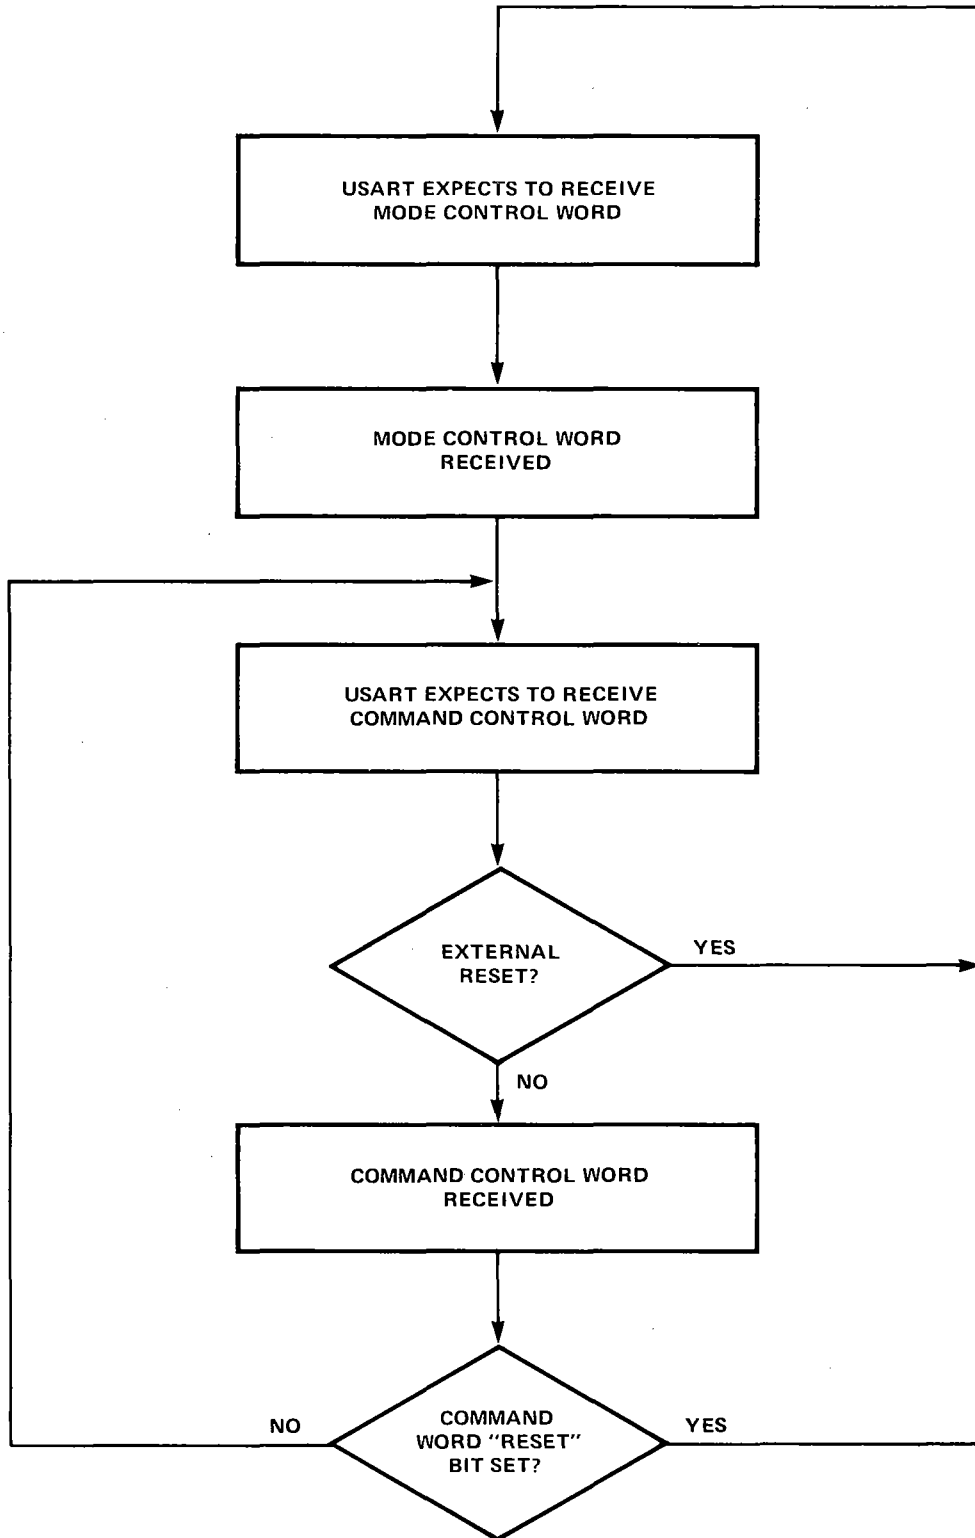 USART EXPECTS TO RECEIVE
MODE CONTROL WORD
MODE CONTROL WORD
RECEIVED
USART EXPECTS TO RECEIVE
COMMAND CONTROL WORD
EXTERNAL
RESET?
YES
NO
COMMAND CONTROL WORD
RECEIVED
NO
COMMAND
WORD "RESET"
BIT SET?
YES